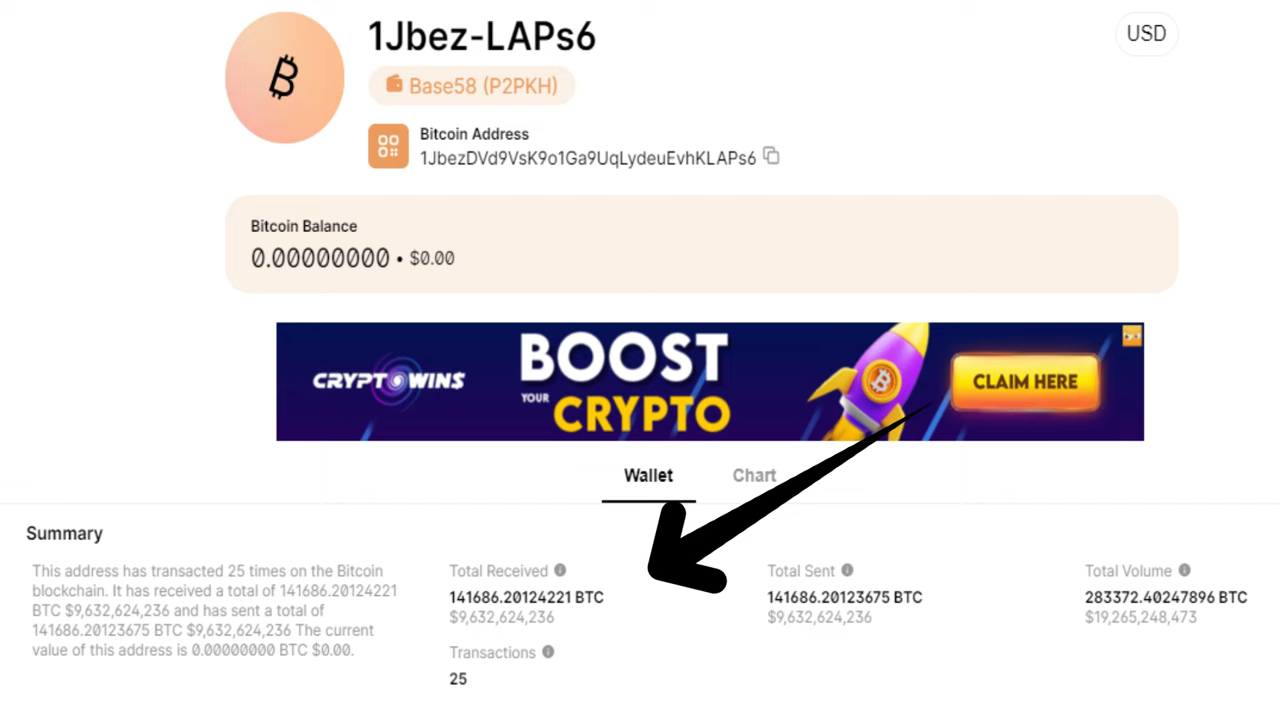 1Jbez-LAPs6
USD
Base58 (P2PKH)
Bitcoin Address
1JbezDVd9VsK9o1Ga9UqLydeuEvhKLAPs6
Bitcoin Balance
0.00000000 • $0.00
CRYPTOWINS
BOOST
YOUR
CRYPTO
CLAIM HERE
Wallet
Chart
Summary
This address has transacted 25 times on the Bitcoin
blockchain. It has received a total of 141686.20124221
BTC $9,632,624,236 and has sent a total of
141686.20123675 BTC $9,632,624,236 The current
value of this address is 0.00000000 BTC $0.00.
Total Received
141686.20124221 BTC
$9,632,624,236
Total Sent
141686.20123675 BTC
$9,632,624,236
Total Volume
283372.40247896 BTC
$19,265,248,473
Transactions
25